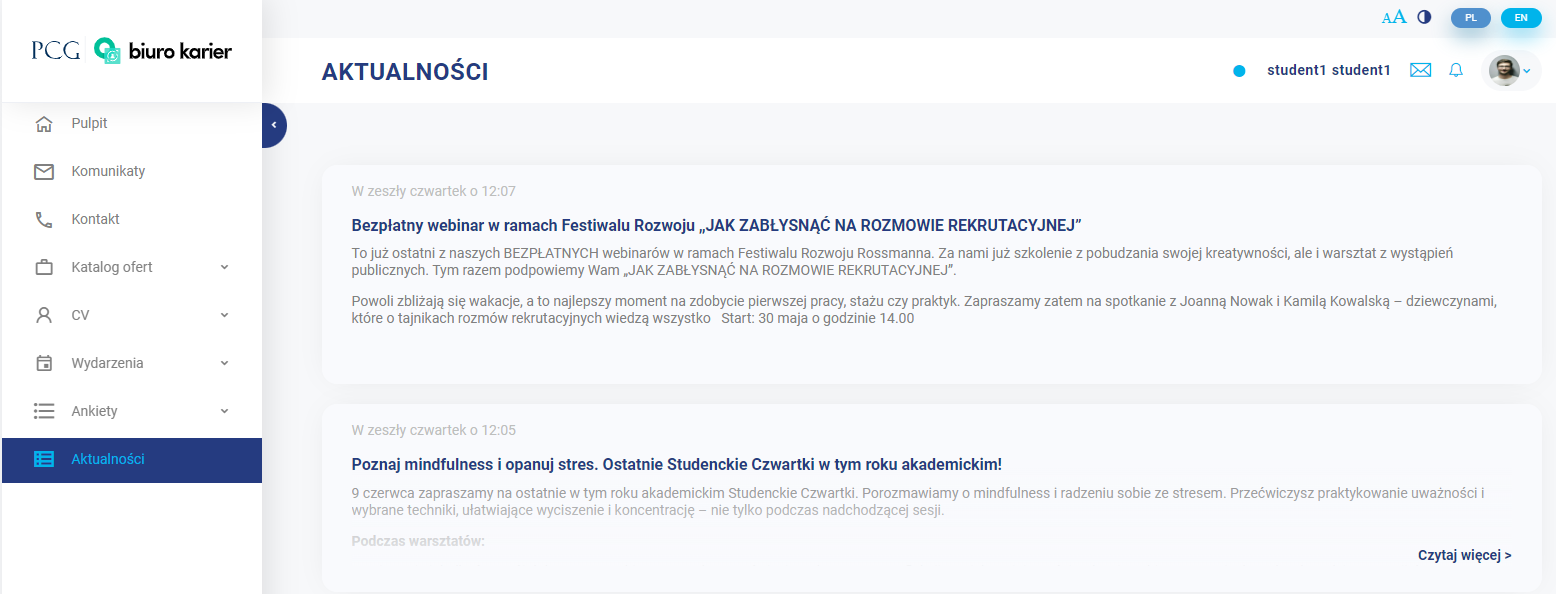 AA
PL
EN
PCG biuro karier
AKTUALNOŚCI
student1 student1
Pulpit
Komunikaty
Kontakt
Katalog ofert
CV
Wydarzenia
Ankiety
Aktualności
W zeszły czwartek o 12:07
Bezpłatny webinar w ramach Festiwalu Rozwoju „JAK ZABŁYSNĄĆ NA ROZMOWIE REKRUTACYJNEJ”
To już ostatni z naszych BEZPŁATNYCH webinarów w ramach Festiwalu Rozwoju Rossmanna. Za nami już szkolenie z pobudzania swojej kreatywności, ale i warsztat z wystąpień
publicznych. Tym razem podpowiemy Wam „JAK ZABŁYSNĄĆ NA ROZMOWIE REKRUTACYJNEJ”.
Powoli zbliżają się wakacje, a to najlepszy moment na zdobycie pierwszej pracy, stażu czy praktyk. Zapraszamy zatem na spotkanie z Joanną Nowak i Kamilą Kowalską – dziewczynami,
które o tajnikach rozmów rekrutacyjnych wiedzą wszystko Start: 30 maja o godzinie 14.00
W zeszły czwartek o 12:05
Poznaj mindfulness i opanuj stres. Ostatnie Studenckie Czwartki w tym roku akademickim!
9 czerwca zapraszamy na ostatnie w tym roku akademickim Studenckie Czwartki. Porozmawiamy o mindfulness i radzeniu sobie ze stresem. Przećwiczysz praktykowanie uważności i
wybrane techniki, ułatwiające wyciszenie i koncentrację – nie tylko podczas nadchodzącej sesji.
Podczas warsztatów:
Czytaj więcej >